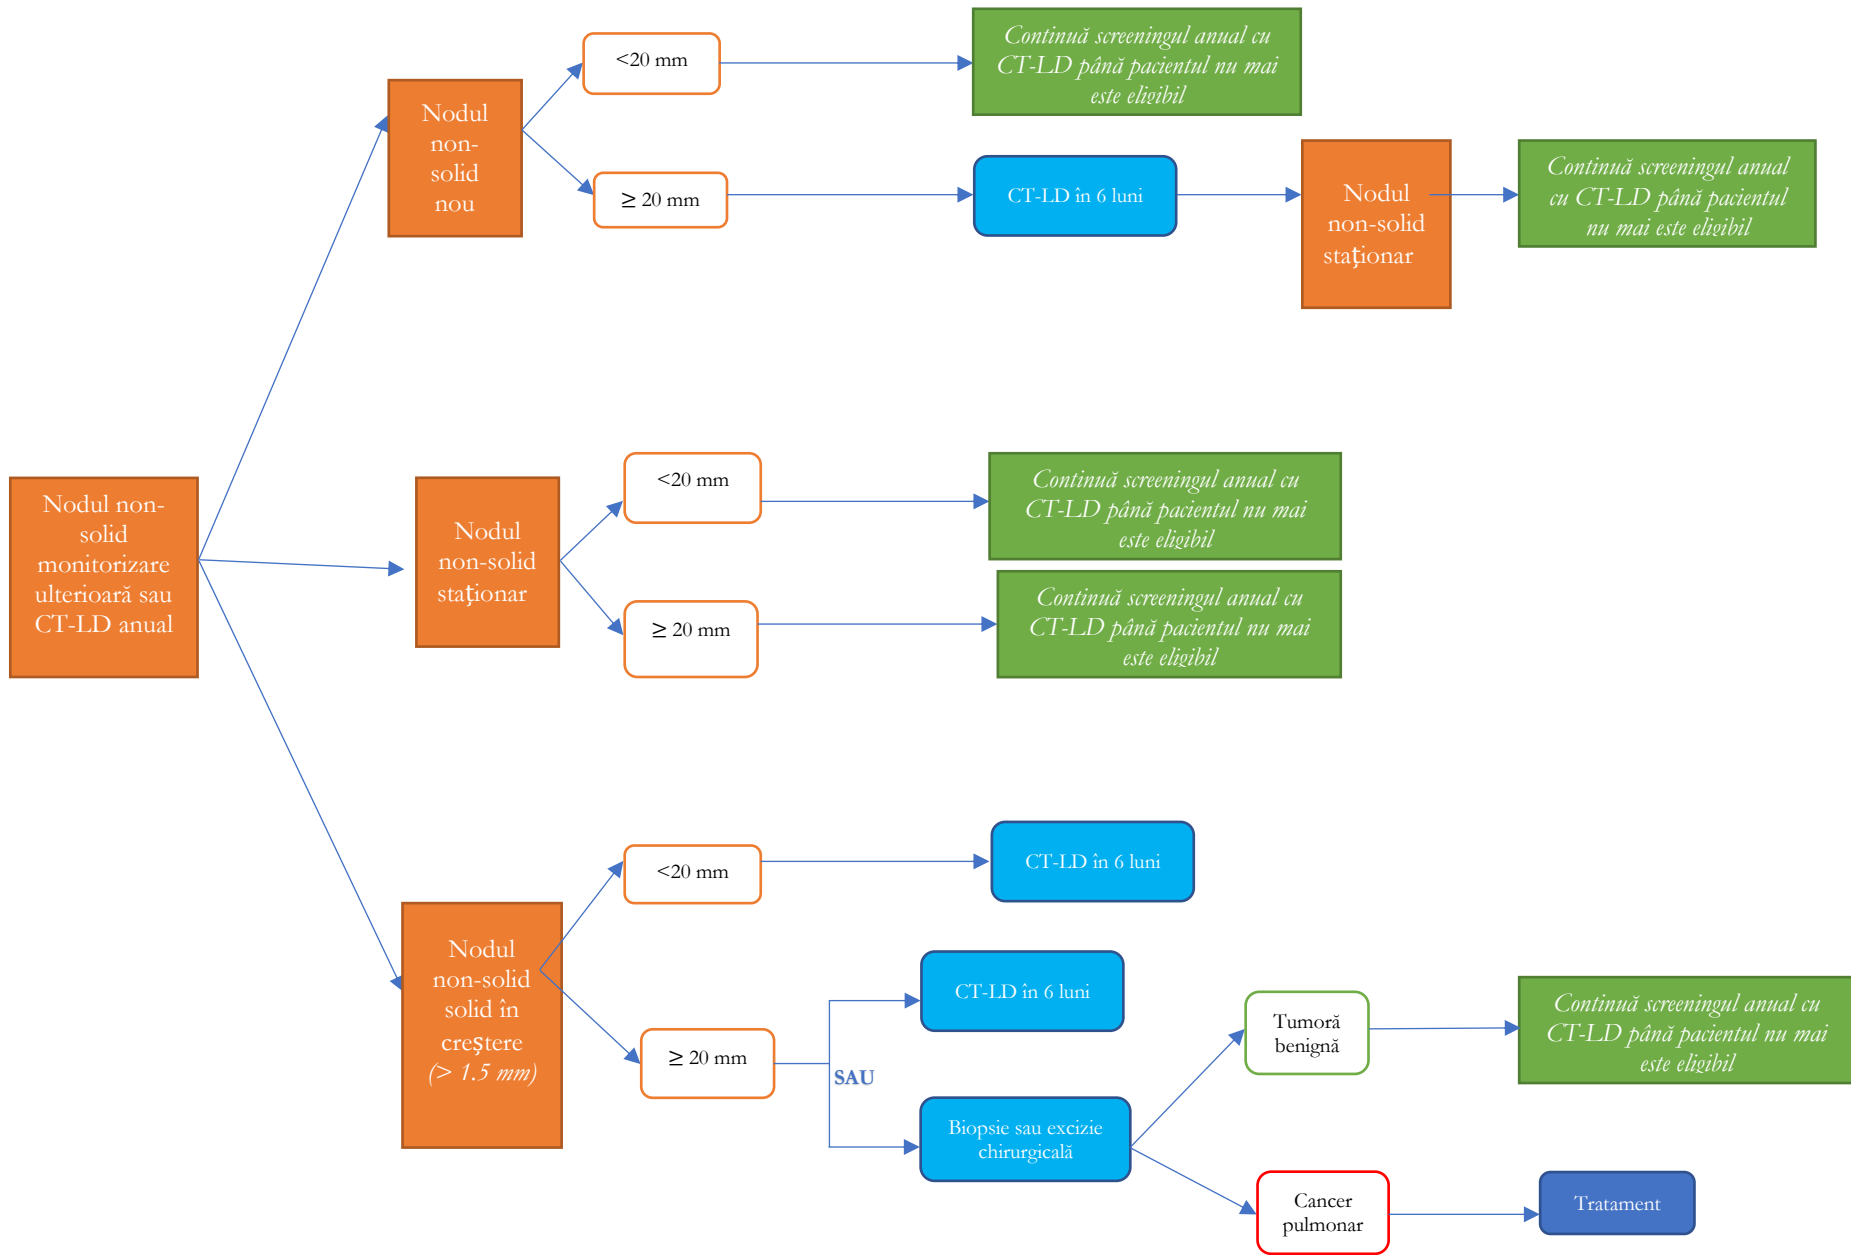 <20 mm
Continuă screeningul anual cu
CT-LD până pacientul nu mai
este eligibil
Nodul
non-
solid
nou
≥ 20 mm
CT-LD în 6 luni
Nodul
non-solid
staționar
Continuă screeningul anual
cu CT-LD până pacientul
nu mai este eligibil
Nodul non-
solid
monitorizare
ulterioară sau
CT-LD anual
Nodul
non-solid
staționar
<20 mm
Continuă screeningul anual cu
CT-LD până pacientul nu mai
este eligibil
≥ 20 mm
Continuă screeningul anual cu
CT-LD până pacientul nu mai
este eligibil
Nodul
non-solid
solid în
creștere
(> 1.5 mm)
<20 mm
CT-LD în 6 luni
≥ 20 mm
SAU
CT-LD în 6 luni
Biopsie sau excizie
chirurgicală
Tumoră
benignă
Continuă screeningul anual cu
CT-LD până pacientul nu mai
este eligibil
Cancer
pulmonar
Tratament